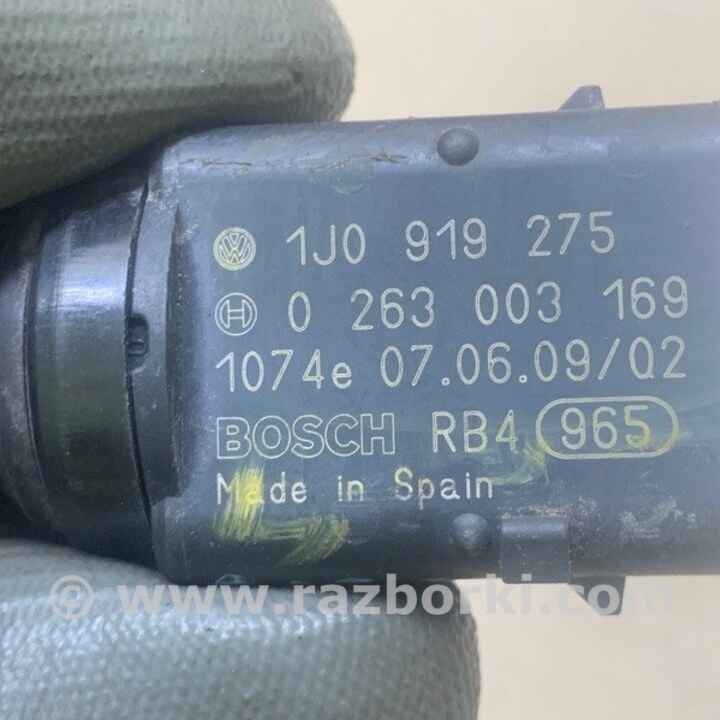 1J0 919 275
0 263 003 169
1074e 07.06.09/02
BOSCH RB4 965
Made in Spain
© www.razborki.com